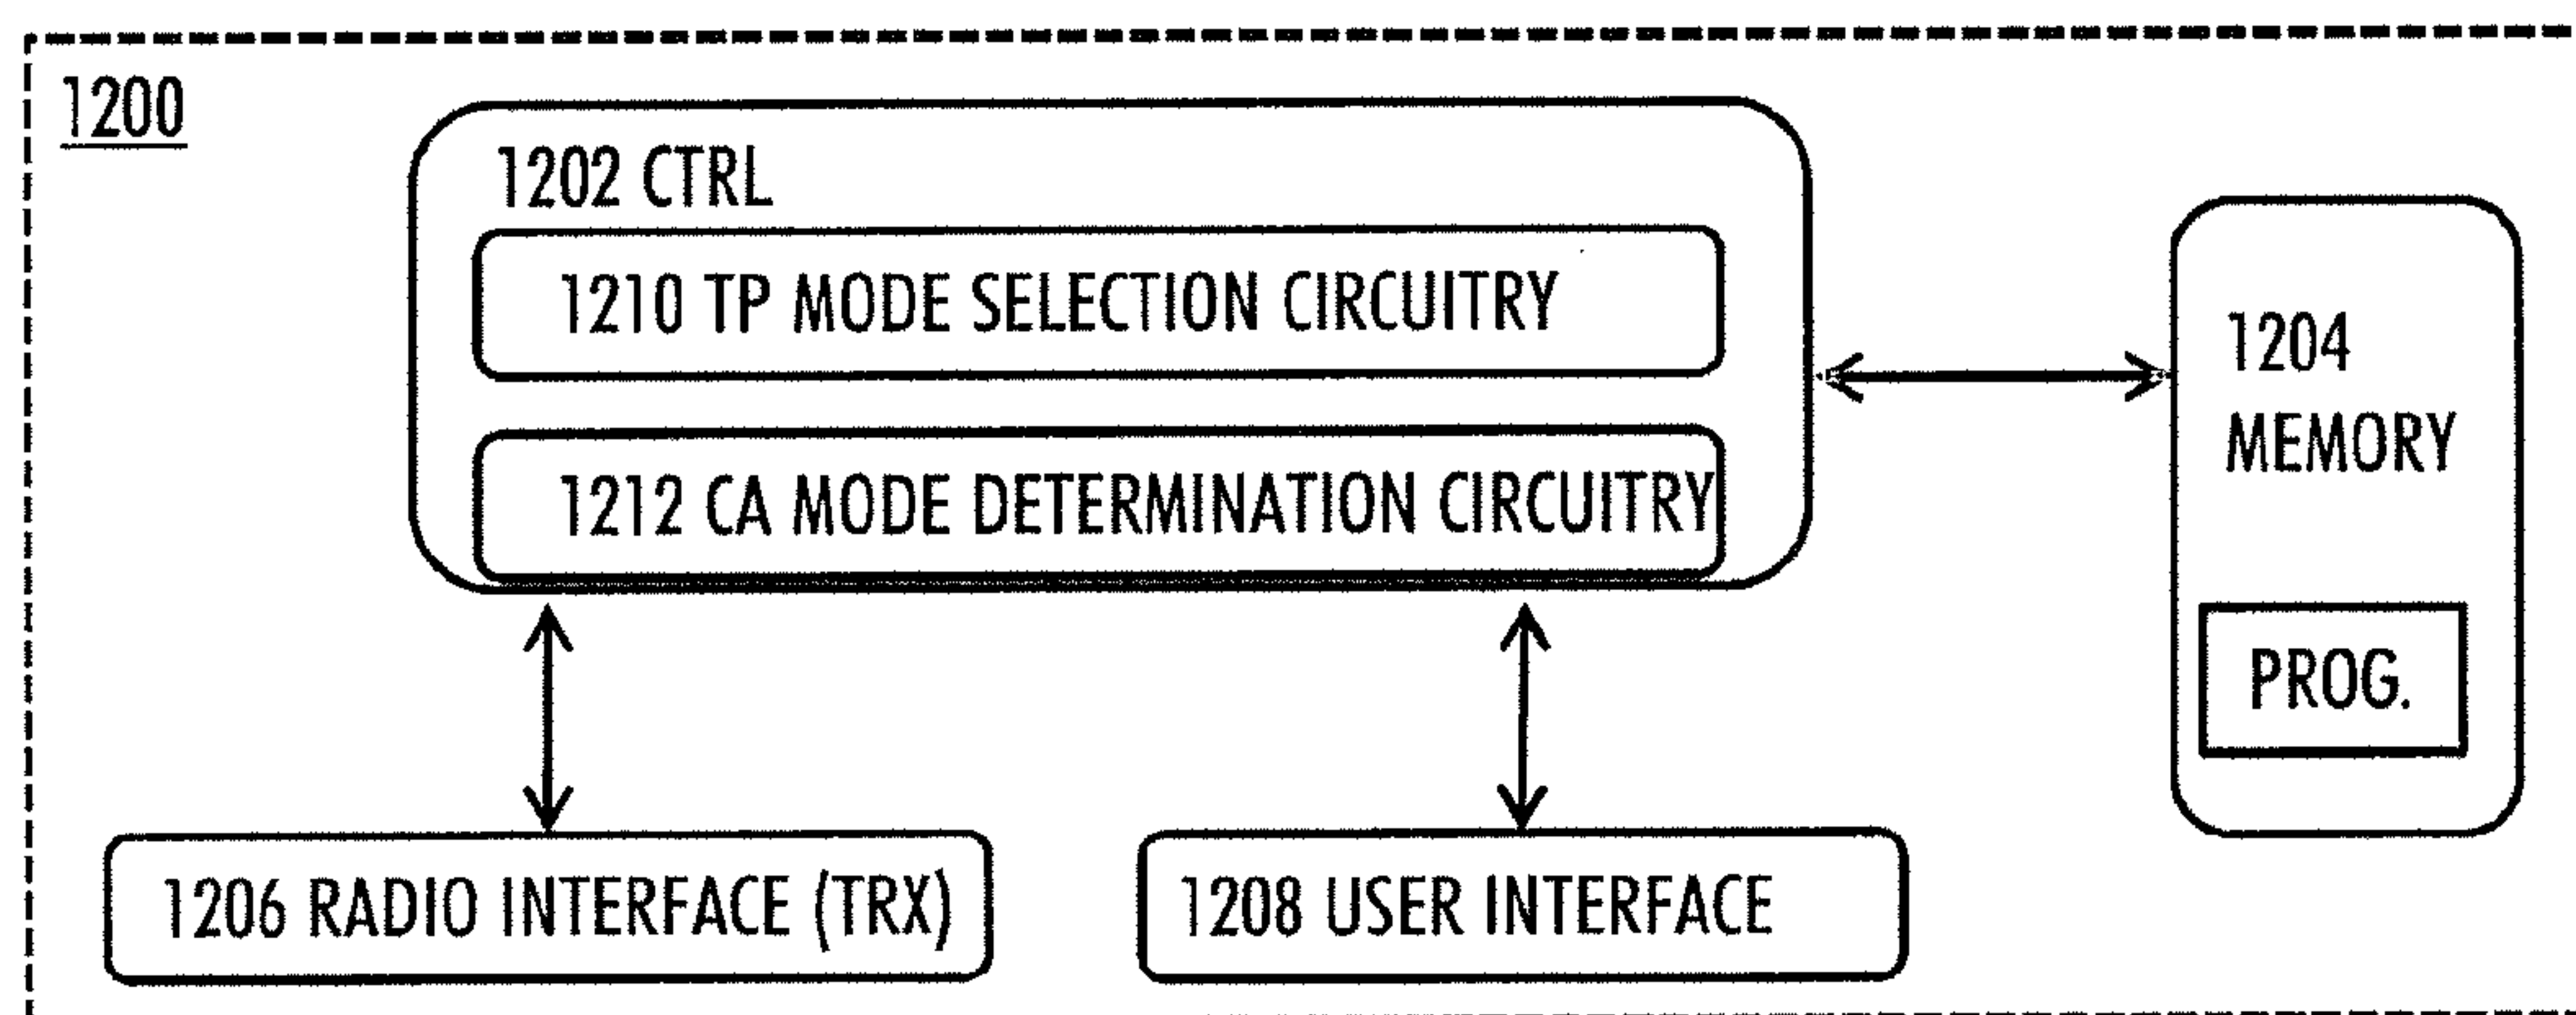 1200
1202 CTRL
1210 TP MODE SELECTION CIRCUITRY
1212 CA MODE DETERMINATION CIRCUITRY
1204
MEMORY
PROG.
1206 RADIO INTERFACE (TRX)
1208 USER INTERFACE